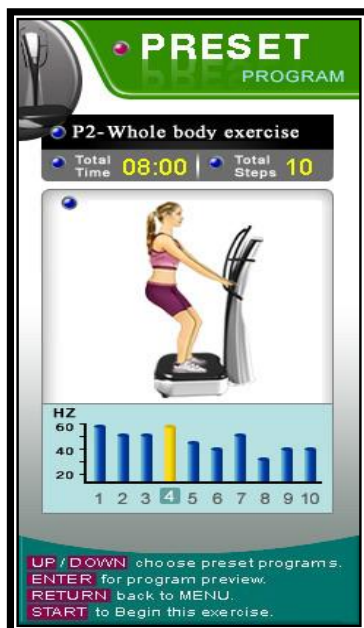 PRESET
PROGRAM
P2-Whole body exercise
Total Time 08:00 Total Steps 10
HZ
60
40
20
1 2 3 4 5 6 7 8 9 10
UP / DOWN choose preset programs.
ENTER for program preview.
RETURN back to MENU.
START to Begin this exercise.